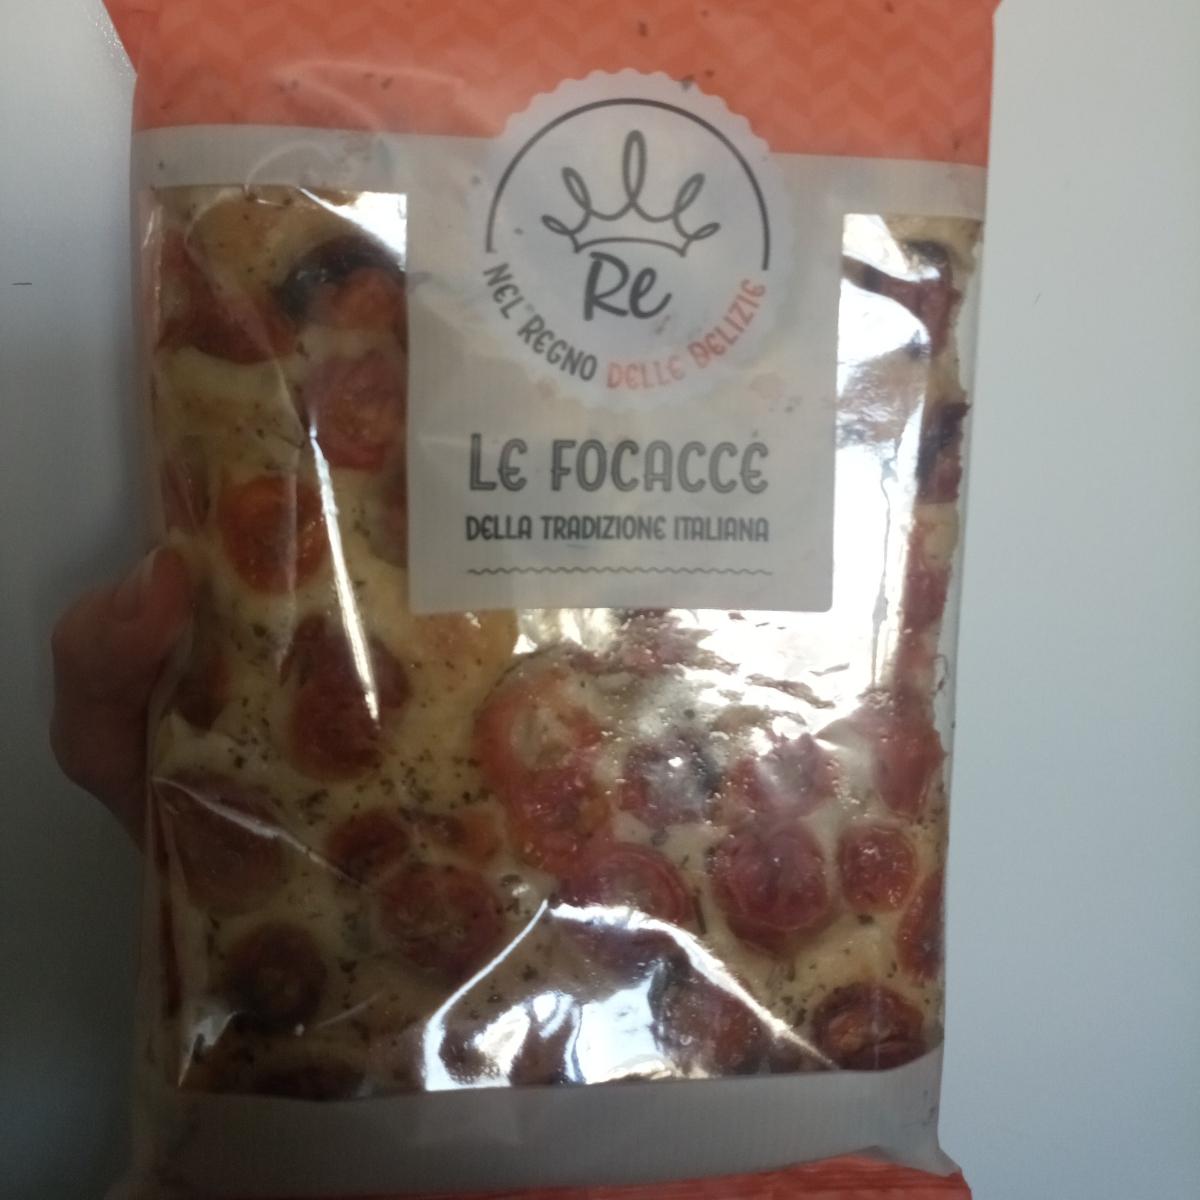 Re
NEL REGNO DELLE DELIZIE
LE FOCACCE
DELLA TRADIZIONE ITALIANA